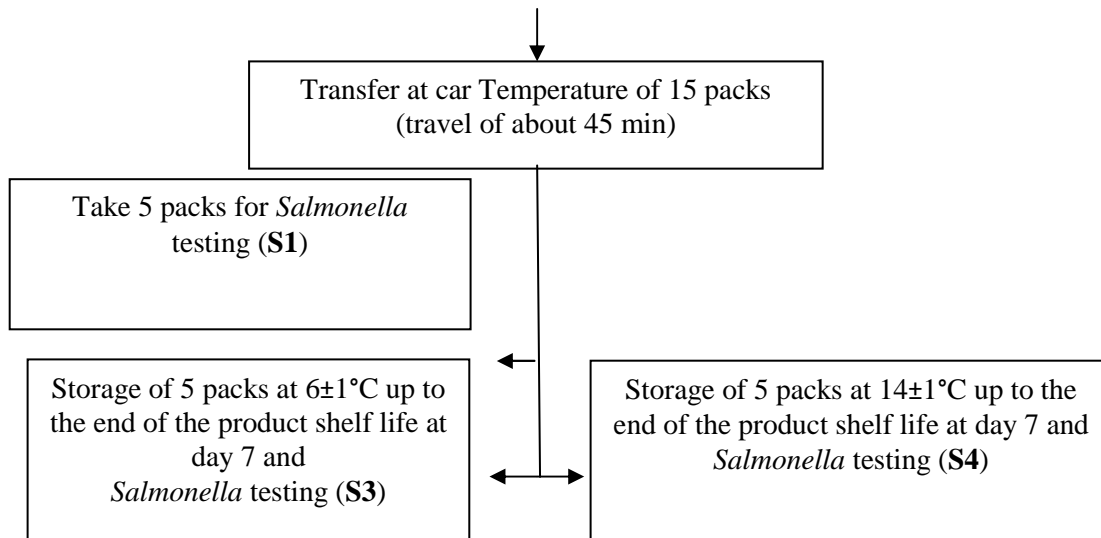 Transfer at car Temperature of 15 packs
(travel of about 45 min)
Take 5 packs for Salmonella
testing (S1)
Storage of 5 packs at 6±1°C up to
the end of the product shelf life at
day 7 and
Salmonella testing (S3)
Storage of 5 packs at 14±1°C up to the
end of the product shelf life at day 7 and
Salmonella testing (S4)